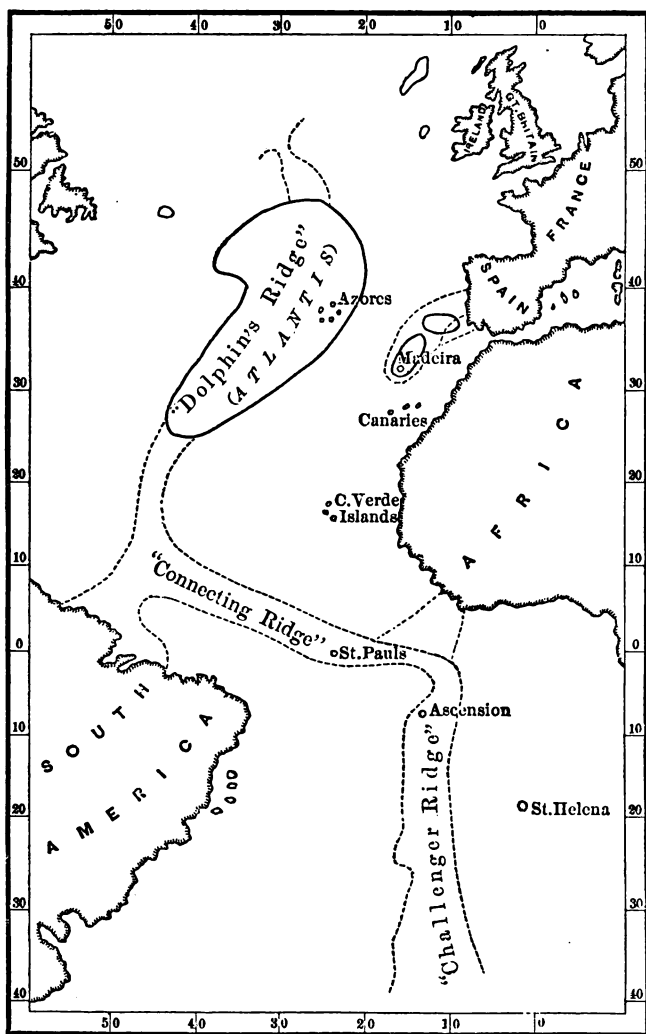 50 40 30 20 10 0
IRELAND
GT. BRITAIN
50
50
FRANCE
SPAIN
40
40
"Dolphin's Ridge"
(ATLANTIS)
Azores
Madeira
30
30
Canaries
AFRICA
20
20
C.Verde
Islands
10
10
"Connecting Ridge"
0
0
St.Pauls
SOUTH
AMERICA
Ascension
10
10
"Challenger Ridge"
St.Helena
20
20
30
30
40
40
50 40 30 20 10 0